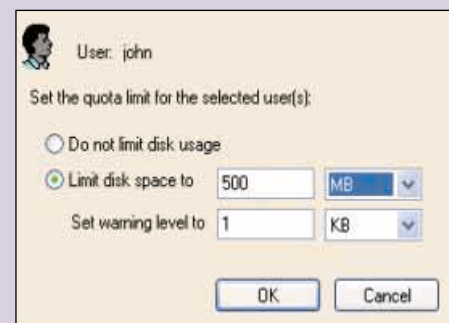 User: john
Set the quota limit for the selected user(s):
Do not limit disk usage
Limit disk space to 500 MB
Set warning level to 1 KB
OK Cancel